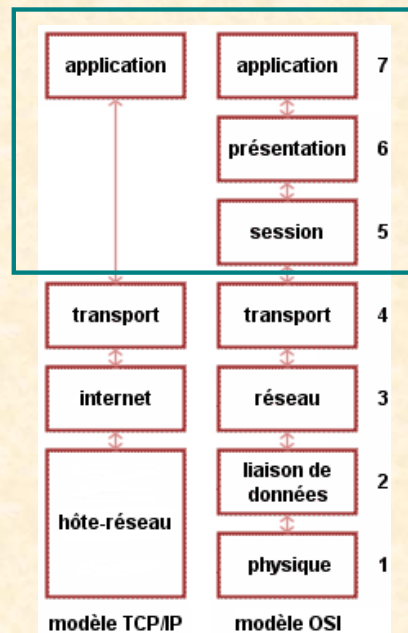 application application 7
présentation 6
session 5
transport transport 4
internet réseau 3
liaison de
données 2
hôte-réseau
physique 1
modèle TCP/IP modèle OSI